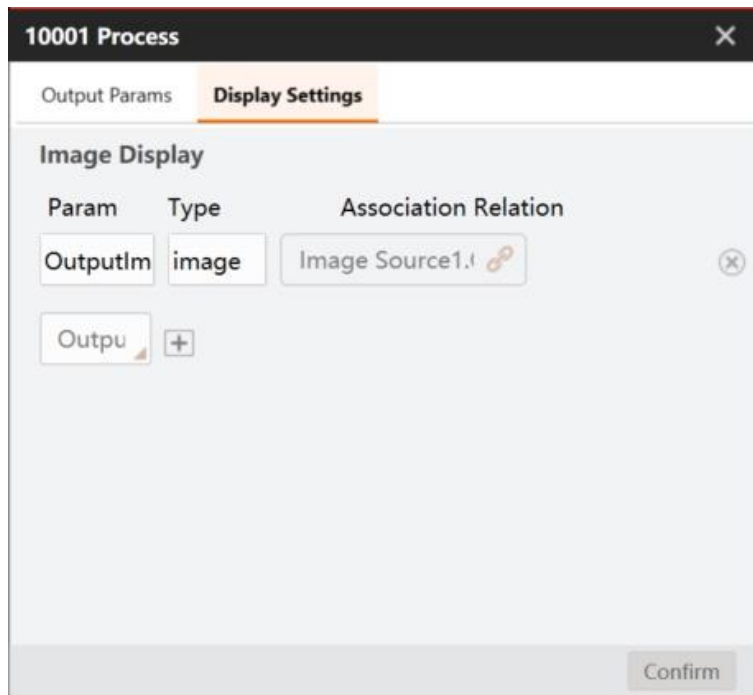 10001 Process
Output Params Display Settings
Image Display
Param Type Association Relation
OutputIm image Image Source1.
Outpu
Confirm